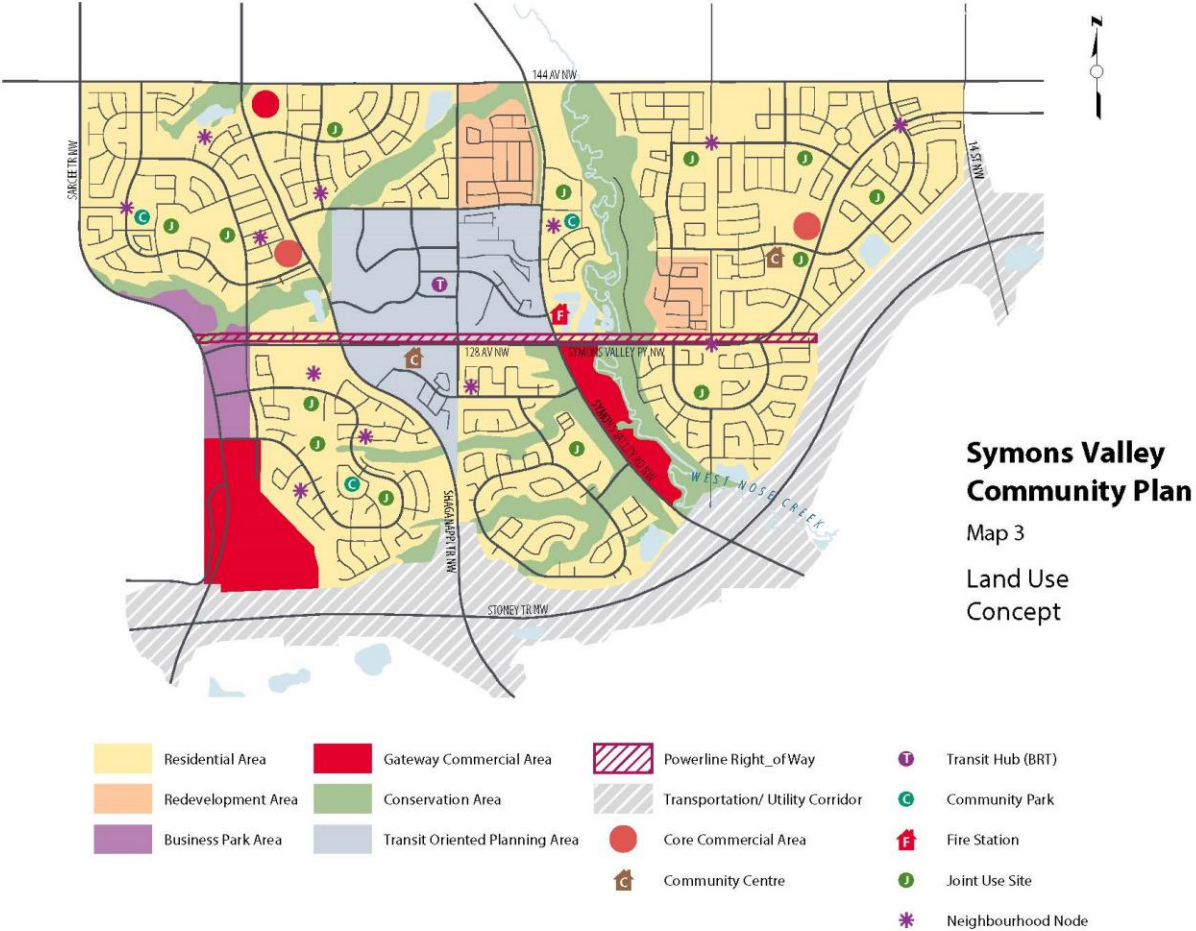 N
144 AV NW
SARCEE TR NW
14 ST NW
J
J
J
J
J
C
J
J
C
J
C
J
T
F
128 AV NW
SYMONS VALLEY PY NW
C
J
J
J
J
C
J
SYMONS VALLEY RD NW
WEST NOSE CREEK
SHAGANAPPI TR NW
STONEY TR NW
Symons Valley
Community Plan
Map 3
Land Use
Concept
Residential Area
Gateway Commercial Area
Powerline Right_of Way
T Transit Hub (BRT)
Redevelopment Area
Conservation Area
Transportation/ Utility Corridor
C Community Park
Business Park Area
Transit Oriented Planning Area
Core Commercial Area
F Fire Station
C Community Centre
J Joint Use Site
Neighbourhood Node